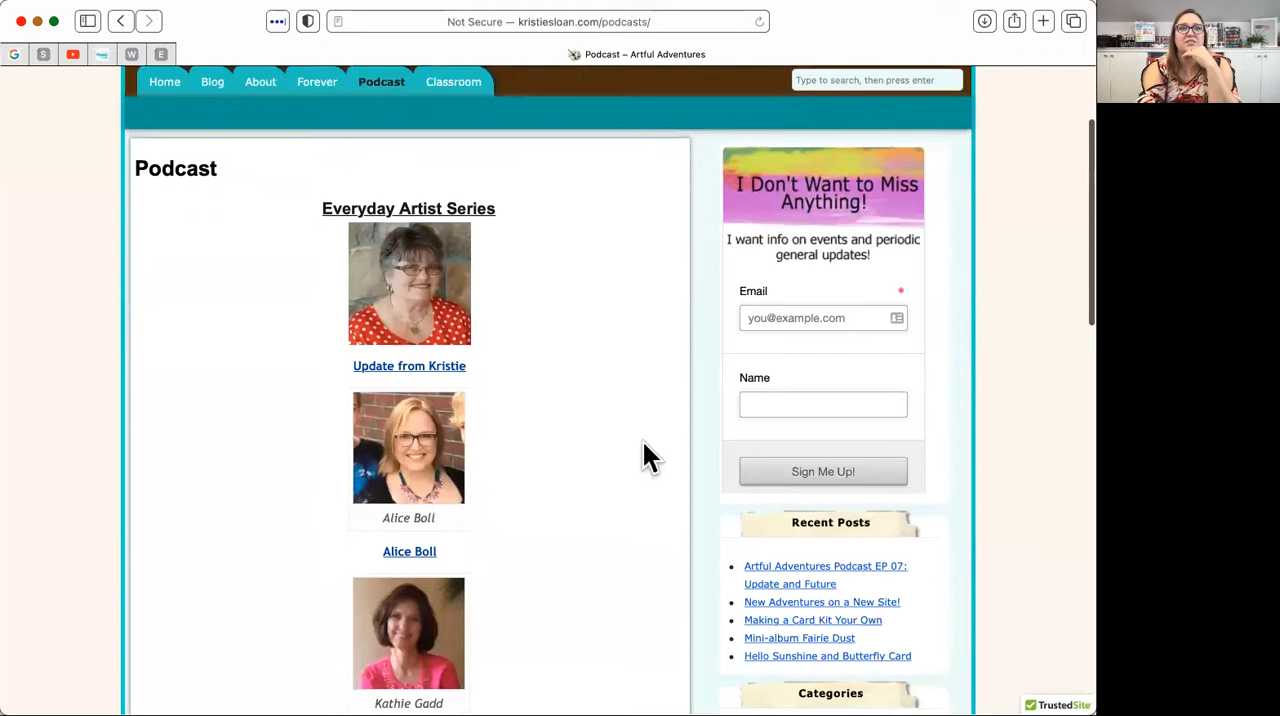 Not Secure — kristiesloan.com/podcasts/
G S W E
Podcast – Artful Adventures
Home Blog About Forever Podcast Classroom
Type to search, then press enter
Podcast
Everyday Artist Series
Update from Kristie
Alice Boll
Alice Boll
Kathie Gadd
I Don't Want to Miss
Anything!
I want info on events and periodic
general updates!
Email *
you@example.com
Name
Sign Me Up!
Recent Posts
Artful Adventures Podcast EP 07:
Update and Future
New Adventures on a New Site!
Making a Card Kit Your Own
Mini-album Fairie Dust
Hello Sunshine and Butterfly Card
Categories
TrustedSite